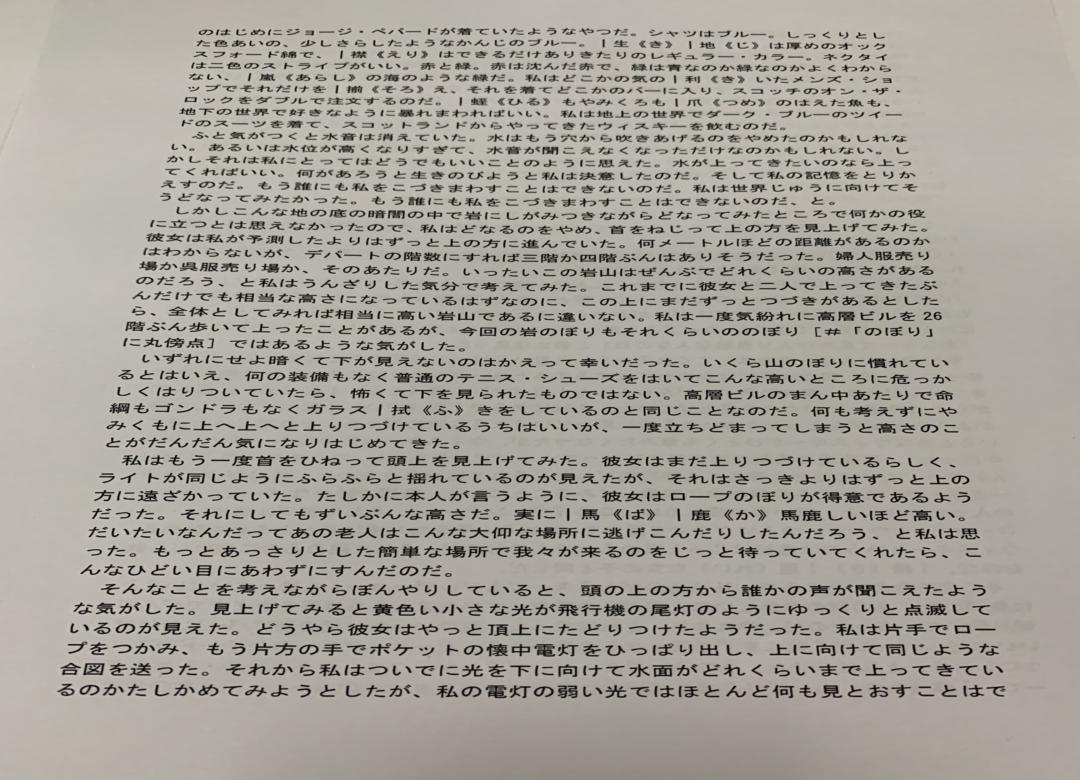 のはじめにジョージ・ペパードが着ていたようなやつだ。シャツはブルー。しっくりとし
た色あいの、少しさらしたようなかんじのブルー。|生《き》|地《じ》は厚めのオック
スフォード綿で、|襟《えり》はできるだけありきたりのレギュラー・カラー。ネクタイ
は二色のストライプがいい。赤と緑。赤は沈んだ赤で、緑は青なのか緑なのかよくわから
ない、|嵐《あらし》の海のような緑だ。私はどこかの気の|利《き》いたメンズ・ショ
ップでそれだけを|揃《そろ》え、それを着てどこかのバーに入り、スコッチのオン・ザ・
ロックをダブルで注文するのだ。|蛭《ひる》もやみくろも|爪《つめ》のはえた魚も、
地下の世界で好きなように暴れまわればいい。私は地上の世界でダーク・ブルーのツイー
ドのスーツを着て、スコットランドからやってきたウィスキーを飲むのだ。
ふと気がつくと水音は消えていた。水はもう穴から吹きあげるのをやめたのかもしれな
い。あるいは水位が高くなりすぎて、水音が聞こえなくなっただけなのかもしれない。し
かしそれは私にとってはどうでもいいことのように思えた。水が上ってきたいのなら上っ
てくればいい。何があろうと生きのびようと私は決意したのだ。そして私の記憶をとりか
えすのだ。もう誰にも私をこづきまわすことはできないのだ。私は世界じゅうに向けてそ
うどなってみたかった。もう誰にも私をこづきまわすことはできないのだ、と。
しかしこんな地の底の暗闇の中で岩にしがみつきながらどなってみたところで何かの役
に立つとは思えなかったので、私はどなるのをやめ、首をねじって上の方を見上げてみた。
彼女は私が予測したよりはずっと上の方に進んでいた。何メートルほどの距離があるのか
はわからないが、デパートの階数にすれば三階か四階ぶんはありそうだった。婦人服売り
場か呉服売り場か、そのあたりだ。いったいこの岩山はぜんぶでどれくらいの高さがある
のだろう、と私はうんざりした気分で考えてみた。これまでに彼女と二人で上ってきたぶ
んだけでも相当な高さになっているはずなのに、この上にまだずっとつづきがあるとした
ら、全体としてみれば相当に高い岩山であるに違いない。私は一度気紛れに高層ビルを 26
階ぶん歩いて上ったことがあるが、今回の岩のぼりもそれくらいののぼり[#「のぼり」
に丸傍点]ではあるような気がした。
いずれにせよ暗くて下が見えないのはかえって幸いだった。いくら山のぼりに慣れてい
るとはいえ、何の装備もなく普通のテニス・シューズをはいてこんな高いところに危っか
しくはりついていたら、怖くて下を見られたものではない。高層ビルのまん中あたりで命
綱もゴンドラもなくガラス|拭《ふ》きをしているのと同じことなのだ。何も考えずにや
みくもに上へ上へと上りつづけているうちはいいが、一度立ちどまってしまうと高さのこ
とがだんだん気になりはじめてきた。
私はもう一度首をひねって頭上を見上げてみた。彼女はまだ上りつづけているらしく、
ライトが同じようにふらふらと揺れているのが見えたが、それはさっきよりはずっと上の
方に遠ざかっていた。たしかに本人が言うように、彼女はロープのぼりが得意であるよう
だった。それにしてもずいぶんな高さだ。実に|馬《ば》|鹿《か》馬鹿しいほど高い。
だいたいなんだってあの老人はこんな大仰な場所に逃げこんだりしたんだろう、と私は思
った。もっとあっさりとした簡単な場所で我々が来るのをじっと待っていてくれたら、こ
んなひどい目にあわずにすんだのだ。
そんなことを考えながらぼんやりしていると、頭の上の方から誰かの声が聞こえたよう
な気がした。見上げてみると黄色い小さな光が飛行機の尾灯のようにゆっくりと点滅して
いるのが見えた。どうやら彼女はやっと頂上にたどりつけたようだった。私は片手でロー
プをつかみ、もう片方の手でポケットの懐中電灯をひっぱり出し、上に向けて同じような
合図を送った。それから私はついでに光を下に向けて水面がどれくらいまで上ってきてい
るのかたしかめてみようとしたが、私の電灯の弱い光ではほとんど何も見とおすことはで